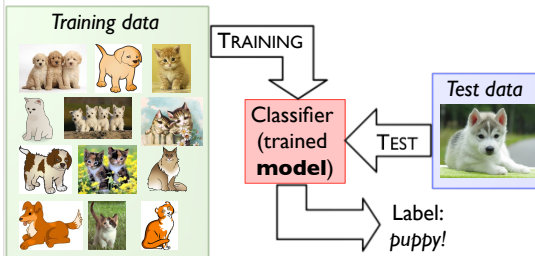 Training data
TRAINING
Test data
Classifier
(trained
model)
TEST
Label:
puppy!